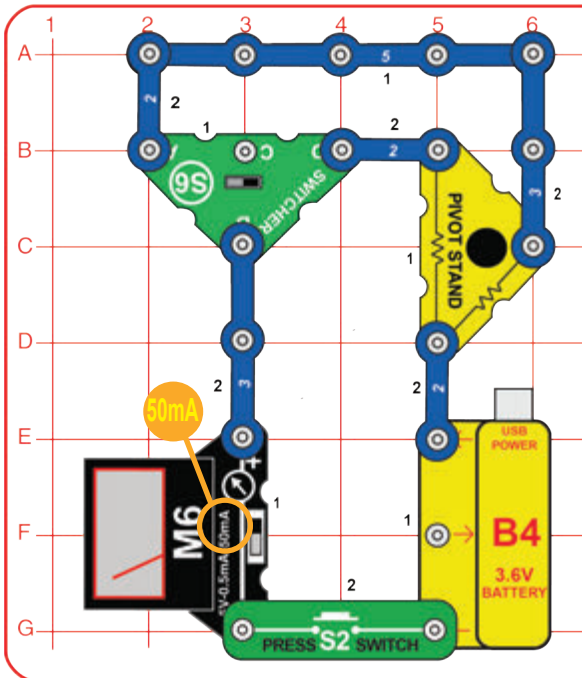 1 2 3 4 5 6
A
5
1
2
2
1
2
B
A
C
D
2
S6
SWITCHER
B
3
2
C
1
PIVOT STAND
D
2
3
2
2
50mA
E
+
USB
POWER
M6
5V-0.5mA-50mA
1
F
1
B4
3.6V
BATTERY
2
G
PRESS S2 SWITCH